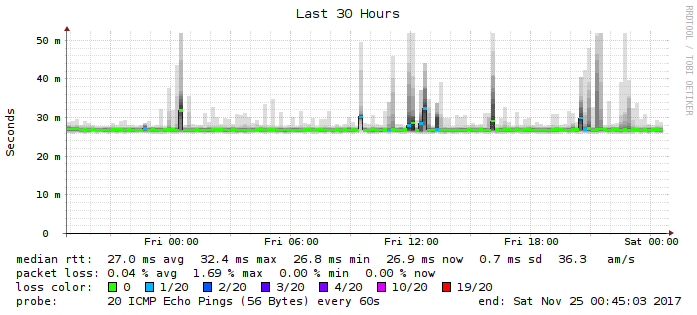 Last 30 Hours
RRDTOOL / TOBI OETIKER
Seconds
50 m
40 m
30 m
20 m
10 m
0
Fri 00:00 Fri 06:00 Fri 12:00 Fri 18:00 Sat 00:00
median rtt: 27.0 ms avg 32.4 ms max 26.8 ms min 26.9 ms now 0.7 ms sd 36.3 am/s
packet loss: 0.04 % avg 1.69 % max 0.00 % min 0.00 % now
loss color: 0 1/20 2/20 3/20 4/20 10/20 19/20
probe: 20 ICMP Echo Pings (56 Bytes) every 60s end: Sat Nov 25 00:45:03 2017